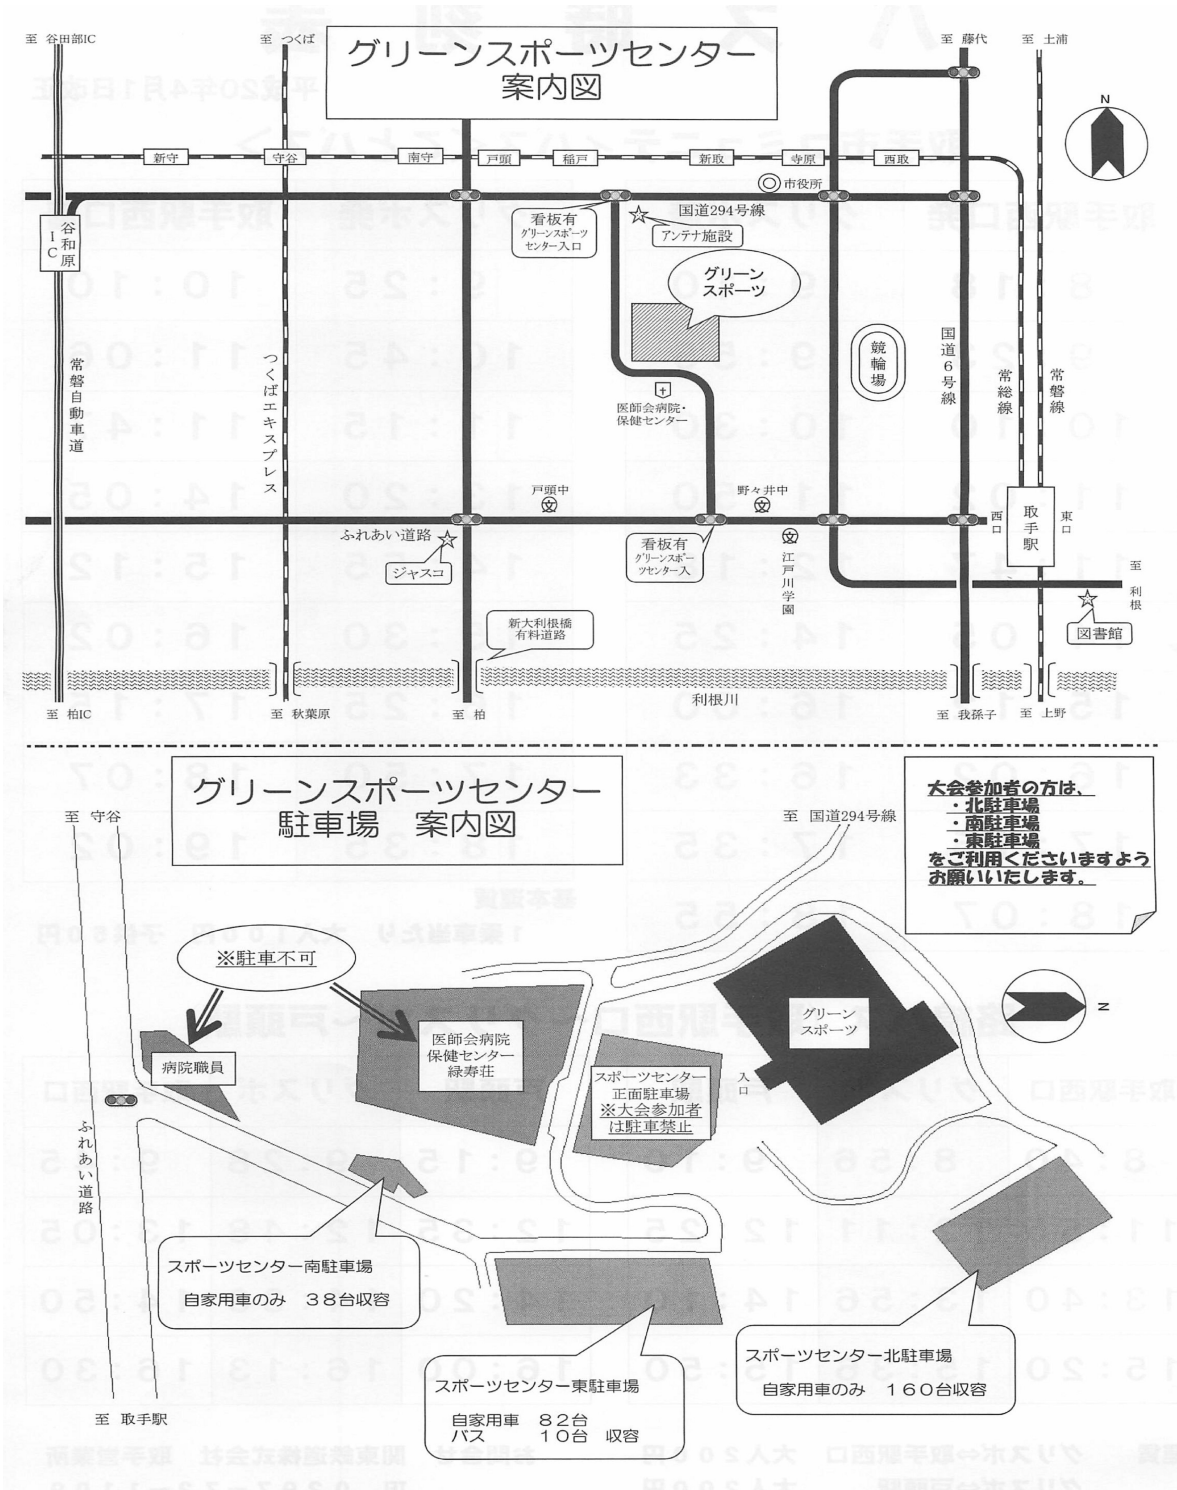 グリーンスポーツセンター
案内図
至 谷田部IC
至 つくば
至 藤代
至 土浦
N
新守
守谷
南守
戸頭
稲戸
新取
寺原
西取
市役所
国道294号線
谷和原
IC
看板有
グリーンスポーツ
センター入口
アンテナ施設
グリーン
スポーツ
常磐自動車道
つくばエキスプレス
医師会病院・
保健センター
競輪場
国道6号線
常総線
常磐線
戸頭中
野々井中
西口
取手駅
東口
ふれあい道路
ジャスコ
看板有
グリーンスポー
ツセンター入
江戸川学園
至 利根
図書館
新大利根橋
有料道路
利根川
至 柏IC
至 秋葉原
至 柏
至 我孫子
至 上野
グリーンスポーツセンター
駐車場 案内図
至 守谷
至 国道294号線
大会参加者の方は、
・北駐車場
・南駐車場
・東駐車場
をご利用くださいますよう
お願いいたします。
※駐車不可
N
病院職員
医師会病院
保健センター
緑寿荘
グリーン
スポーツ
スポーツセンター
正面駐車場
※大会参加者
は駐車禁止
入口
ふれあい道路
スポーツセンター南駐車場
自家用車のみ 38台収容
スポーツセンター東駐車場
自家用車 82台
バス 10台 収容
スポーツセンター北駐車場
自家用車のみ 160台収容
至 取手駅